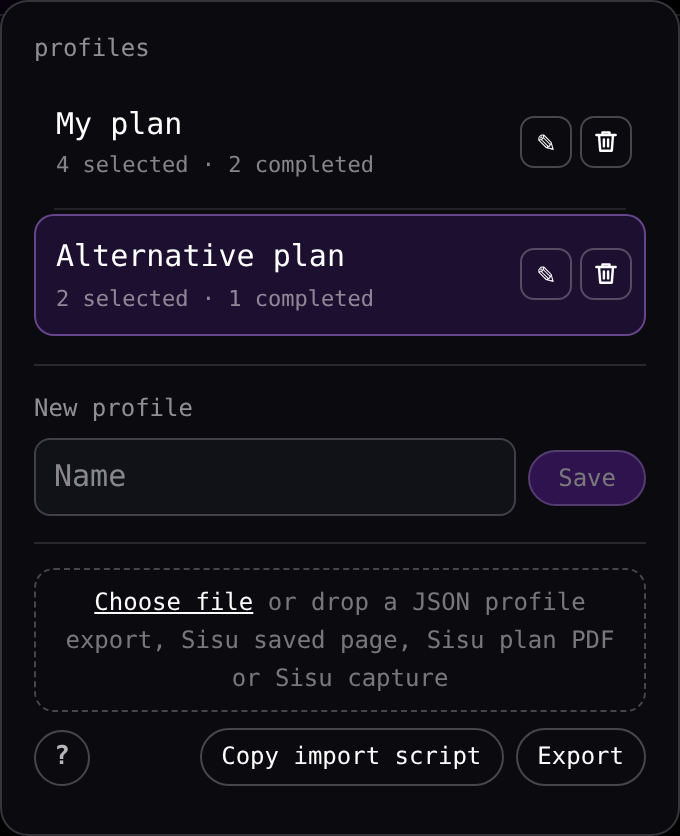 profiles
My plan
4 selected · 2 completed
Alternative plan
2 selected · 1 completed
New profile
Name
Save
Choose file or drop a JSON profile
export, Sisu saved page, Sisu plan PDF
or Sisu capture
?
Copy import script
Export